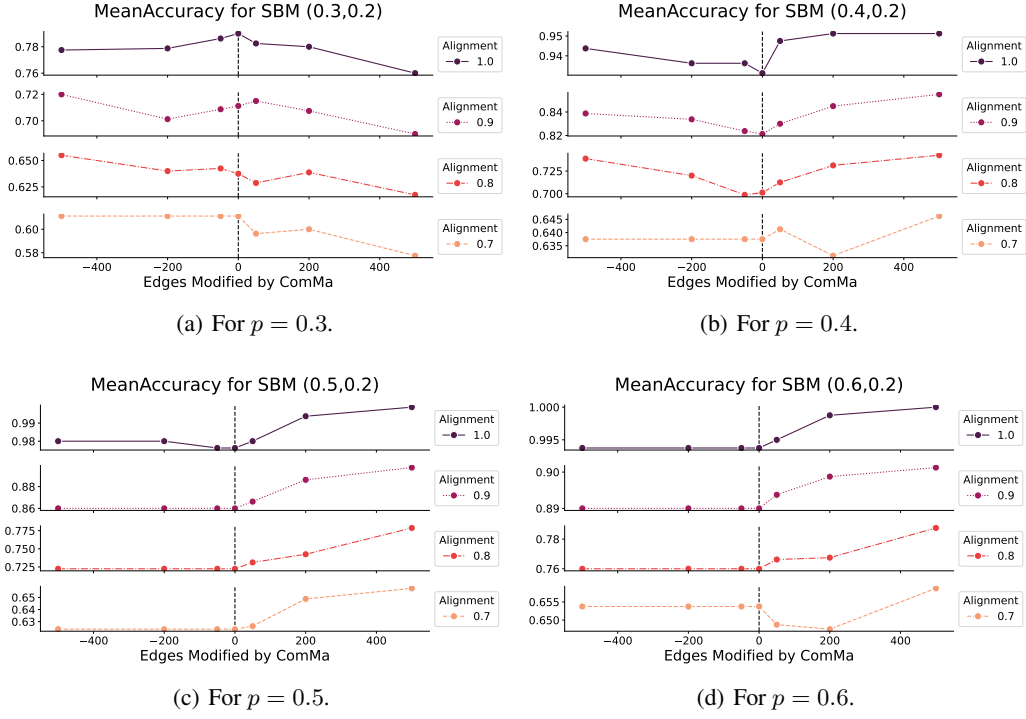 MeanAccuracy for SBM (0.3,0.2)
0.78
0.76
Alignment
1.0
0.72
0.70
Alignment
0.9
0.650
0.625
Alignment
0.8
0.60
0.58
Alignment
0.7
−400 −200 0 200 400
Edges Modified by ComMa
(a) For p = 0.3.
MeanAccuracy for SBM (0.4,0.2)
0.95
0.94
Alignment
1.0
0.84
0.82
Alignment
0.9
0.725
0.700
Alignment
0.8
0.645
0.635
Alignment
0.7
−400 −200 0 200 400
Edges Modified by ComMa
(b) For p = 0.4.
MeanAccuracy for SBM (0.5,0.2)
0.99
0.98
Alignment
1.0
0.88
0.86
Alignment
0.9
0.775
0.750
0.725
Alignment
0.8
0.65
0.64
0.63
Alignment
0.7
−400 −200 0 200 400
Edges Modified by ComMa
(c) For p = 0.5.
MeanAccuracy for SBM (0.6,0.2)
1.000
0.995
Alignment
1.0
0.90
0.89
Alignment
0.9
0.78
0.76
Alignment
0.8
0.655
0.650
Alignment
0.7
−400 −200 0 200 400
Edges Modified by ComMa
(d) For p = 0.6.